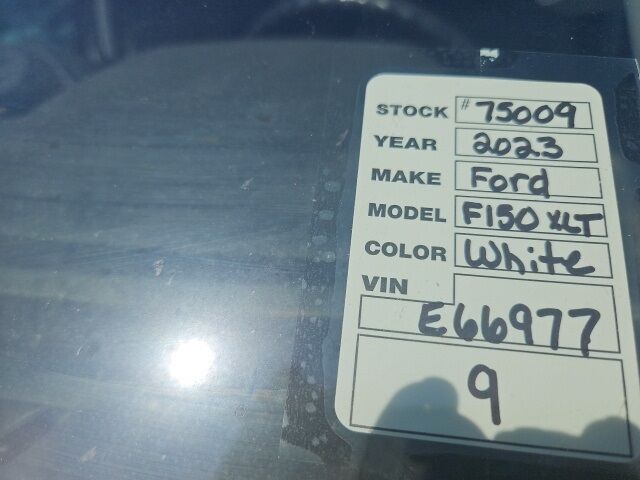 STOCK #75009
YEAR 2023
MAKE Ford
MODEL F150 XLT
COLOR White
VIN
E66977
9